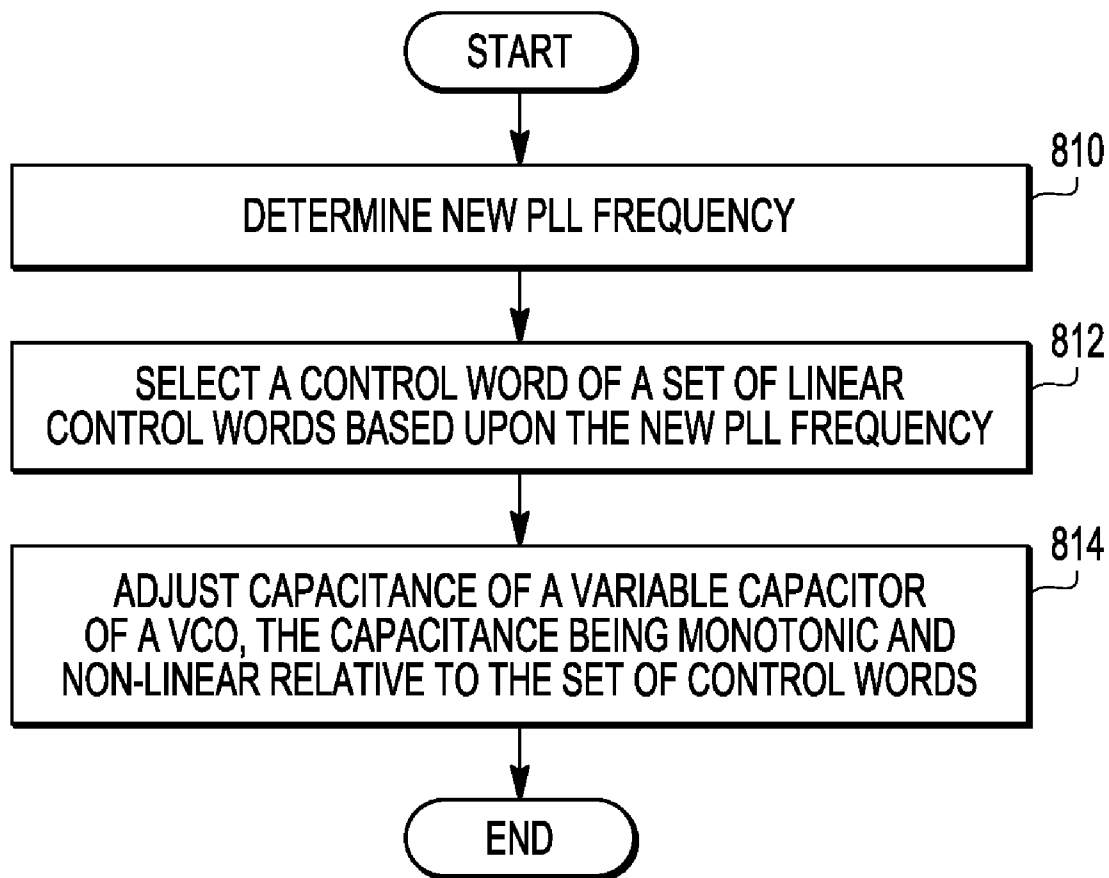 START
810
DETERMINE NEW PLL FREQUENCY
812
SELECT A CONTROL WORD OF A SET OF LINEAR
CONTROL WORDS BASED UPON THE NEW PLL FREQUENCY
814
ADJUST CAPACITANCE OF A VARIABLE CAPACITOR
OF A VCO, THE CAPACITANCE BEING MONOTONIC AND
NON-LINEAR RELATIVE TO THE SET OF CONTROL WORDS
END